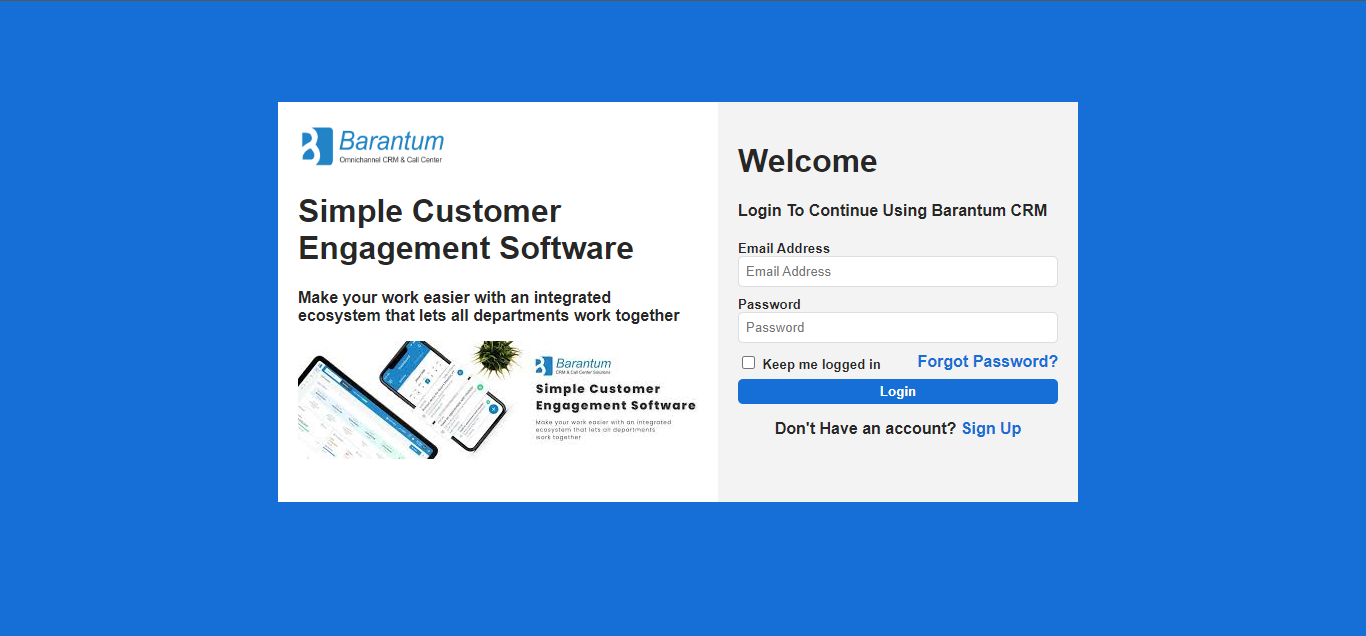 Barantum
Omnichannel CRM & Call Center
Simple Customer
Engagement Software
Make your work easier with an integrated
ecosystem that lets all departments work together
Barantum
CRM & Call Center Solutions
Simple Customer
Engagement Software
Make your work easier with an integrated
ecosystem that lets all departments
work together
Welcome
Login To Continue Using Barantum CRM
Email Address
Email Address
Password
Password
Keep me logged in
Forgot Password?
Login
Don't Have an account? Sign Up